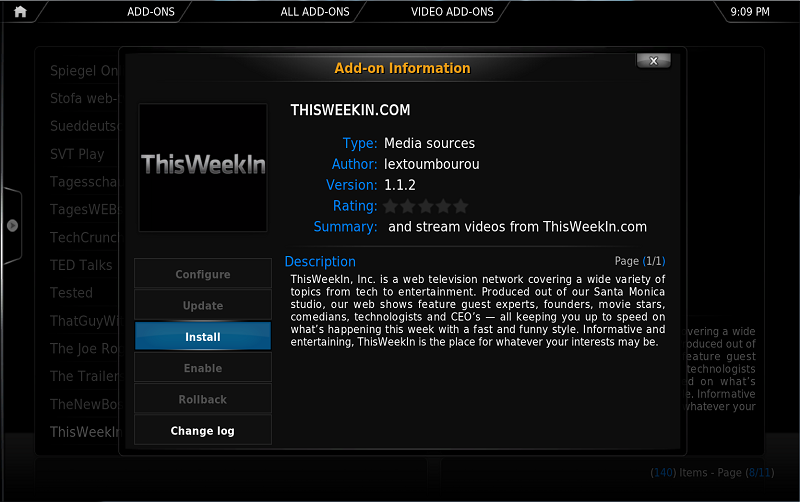 ADD-ONS ALL ADD-ONS VIDEO ADD-ONS 9:09 PM
Add-on Information
X
THISWEEKIN.COM
ThisWeekIn
Type: Media sources
Author: lextoumbourou
Version: 1.1.2
Rating:
Summary: and stream videos from ThisWeekIn.com
Description Page (1/1)
ThisWeekIn, Inc. is a web television network covering a wide variety of
topics from tech to entertainment. Produced out of our Santa Monica
studio, our web shows feature guest experts, founders, movie stars,
comedians, technologists and CEO's — all keeping you up to speed on
what's happening this week with a fast and funny style. Informative and
entertaining, ThisWeekIn is the place for whatever your interests may be.
Configure
Update
Install
Enable
Rollback
Change log
Spiegel On
Stofa web-
Sueddeuts
SVT Play
Tagesscha
TagesWEB
TechCrunc
TED Talks
Tested
ThatGuyWi
The Joe Ro
The Trailer
TheNewBo
ThisWeekIn
vering a wide
oduced out of
eature guest
technologists
d on what's
e. Informative
whatever your
(140) Items - Page (8/11)